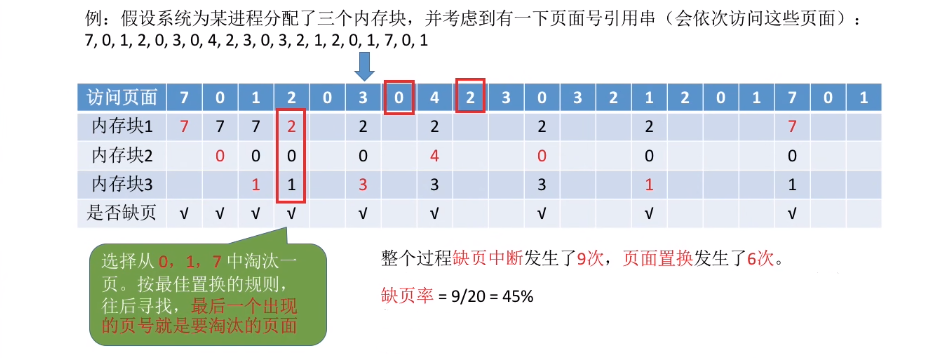 例：假设系统为某进程分配了三个内存块，并考虑到有一下页面号引用串（会依次访问这些页面）：
7, 0, 1, 2, 0, 3, 0, 4, 2, 3, 0, 3, 2, 1, 2, 0, 1, 7, 0, 1
访问页面 7 0 1 2 0 3 0 4 2 3 0 3 2 1 2 0 1 7 0 1
内存块1 7 7 7 2 2 2 2 2 7
内存块2 0 0 0 0 4 0 0 0
内存块3 1 1 3 3 3 1 1
是否缺页 √ √ √ √ √ √ √ √ √
选择从 0，1，7 中淘汰一
页。按最佳置换的规则，
往后寻找，最后一个出现
的页号就是要淘汰的页面
整个过程缺页中断发生了9次，页面置换发生了6次。
缺页率 = 9/20 = 45%